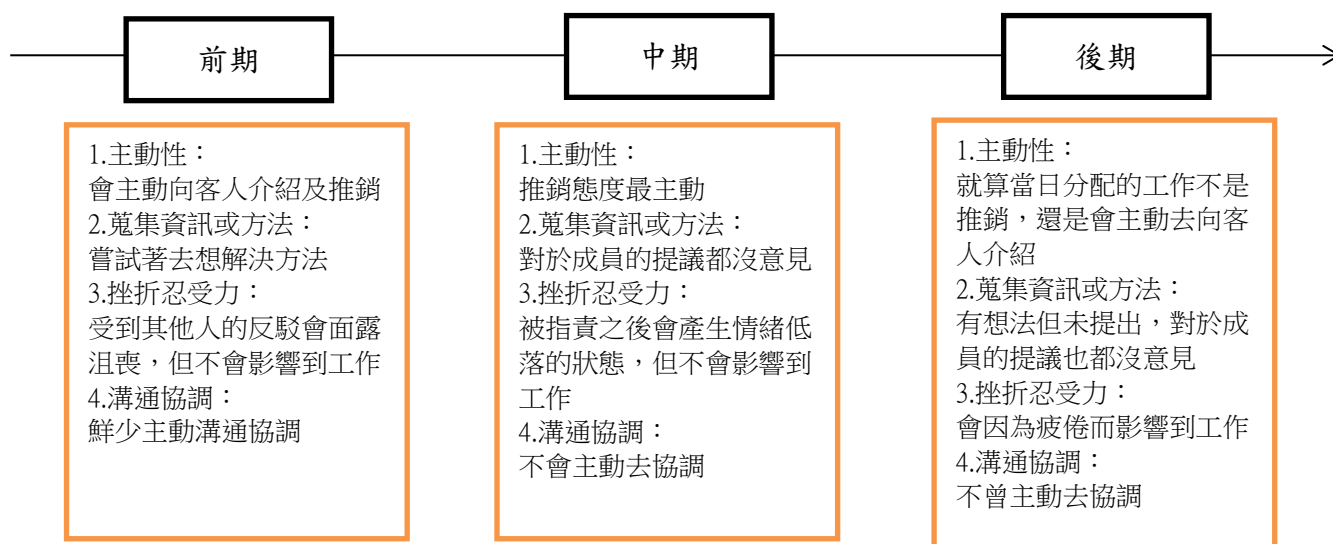 前期
中期
後期
1.主動性：
會主動向客人介紹及推銷
2.蒐集資訊或方法：
嘗試著去想解決方法
3.挫折忍受力：
受到其他人的反駁會面露
沮喪，但不會影響到工作
4.溝通協調：
鮮少主動溝通協調
1.主動性：
推銷態度最主動
2.蒐集資訊或方法：
對於成員的提議都沒意見
3.挫折忍受力：
被指責之後會產生情緒低
落的狀態，但不會影響到
工作
4.溝通協調：
不會主動去協調
1.主動性：
就算當日分配的工作不是
推銷，還是會主動去向客
人介紹
2.蒐集資訊或方法：
有想法但未提出，對於成
員的提議也都沒意見
3.挫折忍受力：
會因為疲倦而影響到工作
4.溝通協調：
不曾主動去協調